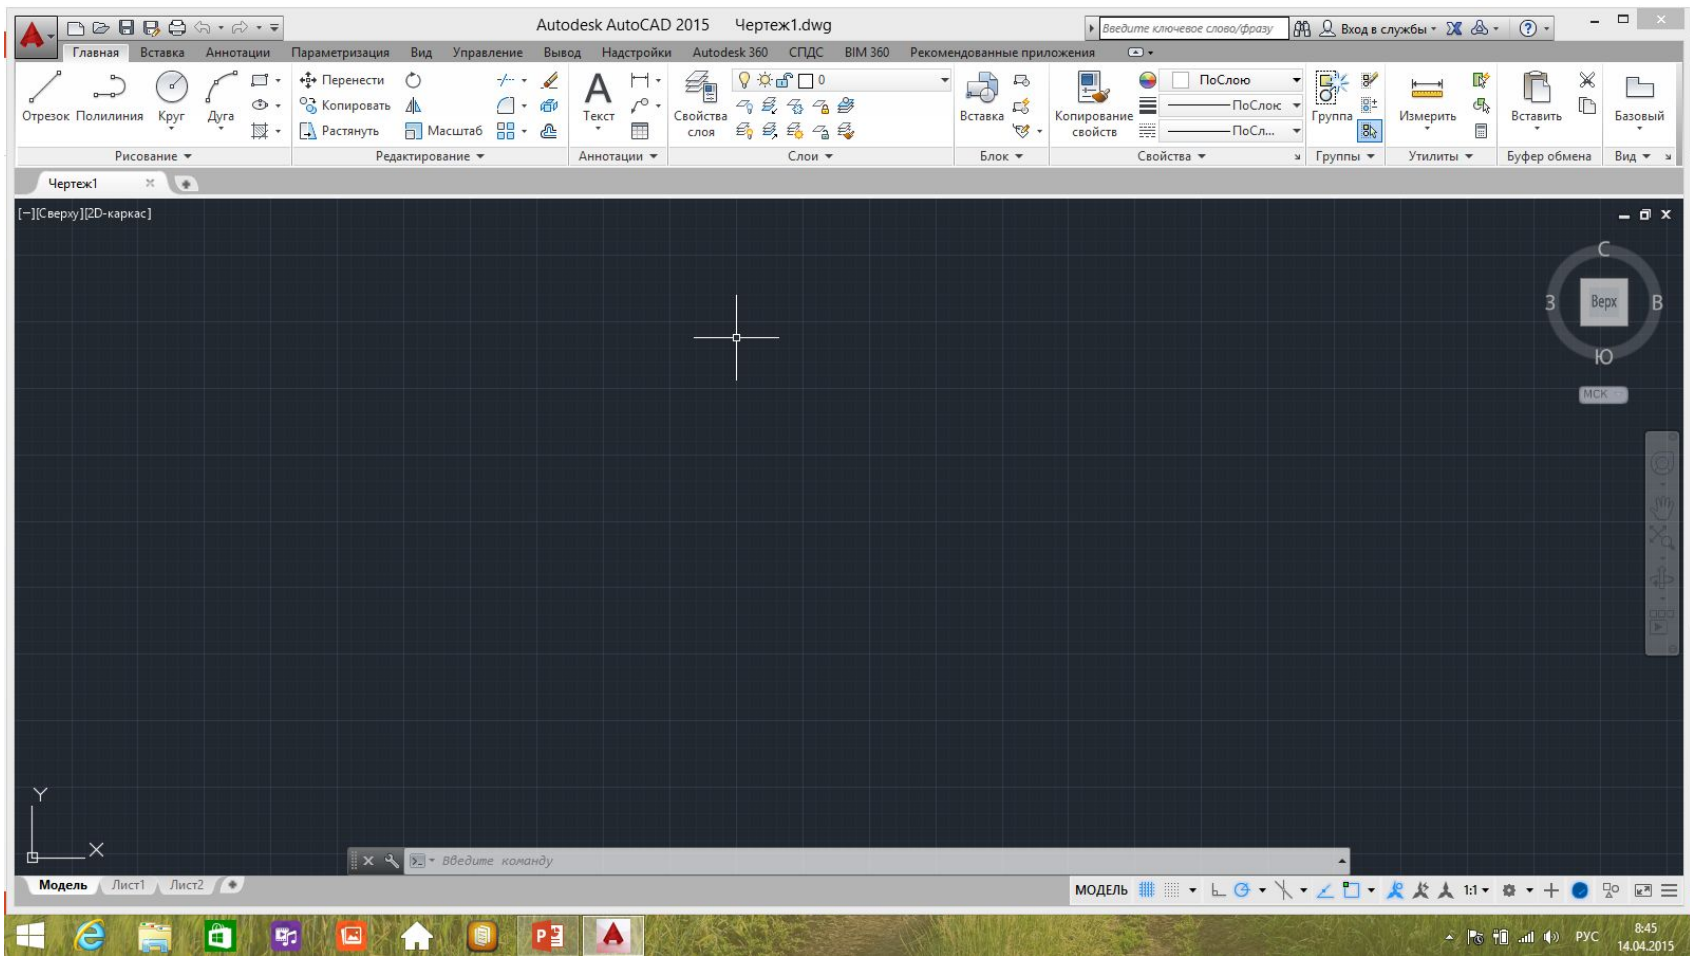 Autodesk AutoCAD 2015 Чертеж1.dwg
Введите ключевое слово/фразу
Вход в службы
Главная Вставка Аннотации Параметризация Вид Управление Вывод Надстройки Autodesk 360 СПДС BIM 360 Рекомендованные приложения
Отрезок Полилиния Круг Дуга
Перенести
Копировать
Растянуть Масштаб
A
Текст
Свойства
слоя
0
Вставка
Копирование
свойств
ПоСлою
ПоСлою
ПоСл...
Группа
Измерить
Вставить
Базовый
Рисование Редактирование Аннотации Слои Блок Свойства Группы Утилиты Буфер обмена Вид
Чертеж1
[−][Сверху][2D-каркас]
С
З Верх В
Ю
МСК
Y
X
Введите команду
Модель Лист1 Лист2
МОДЕЛЬ 1:1
РУС
8:45
14.04.2015